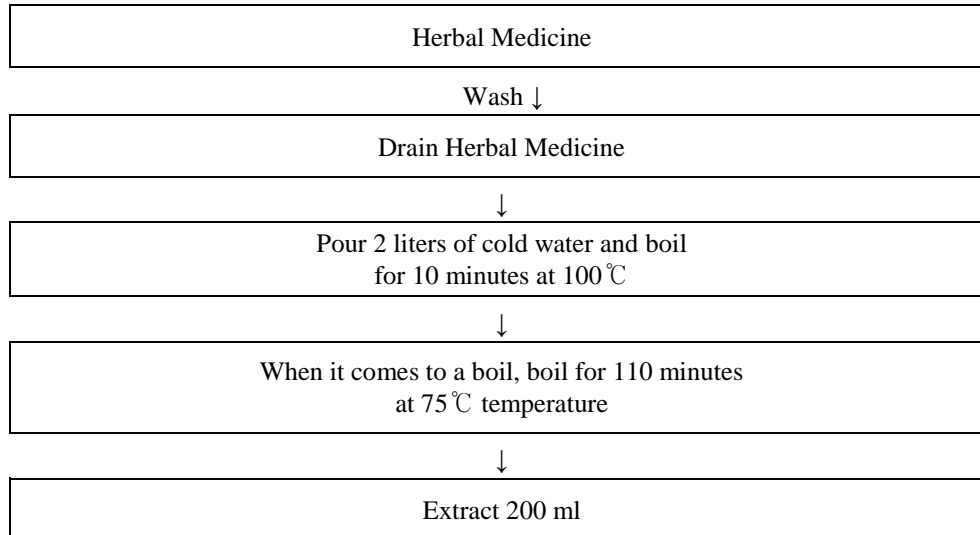 Herbal Medicine
Wash ↓
Drain Herbal Medicine
↓
Pour 2 liters of cold water and boil
for 10 minutes at 100℃
↓
When it comes to a boil, boil for 110 minutes
at 75℃ temperature
↓
Extract 200 ml